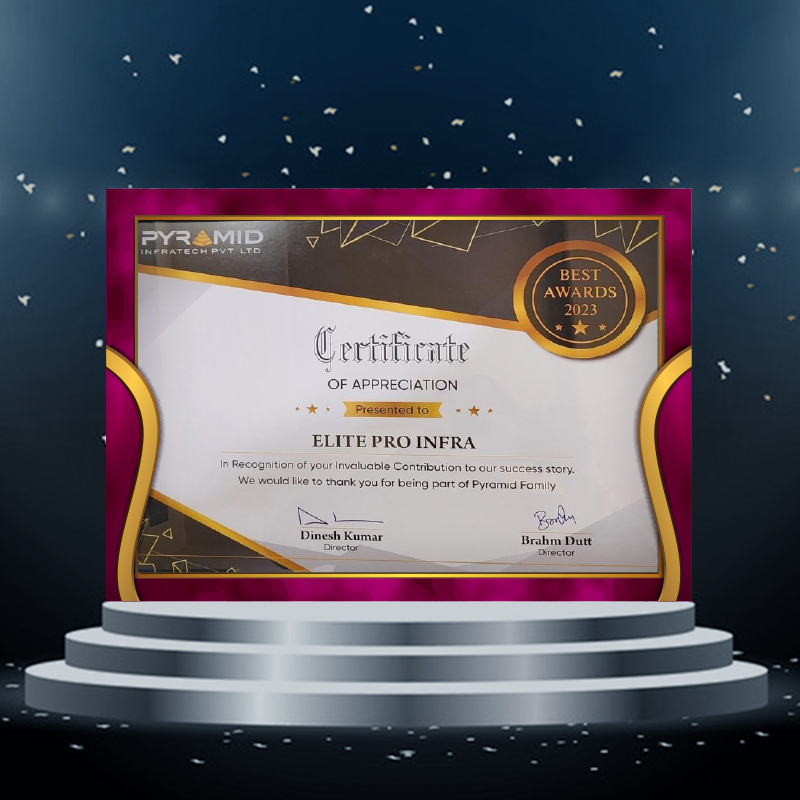 PYRAMID
INFRATECH PVT. LTD.
BEST
AWARDS
2023
Certificate
OF APPRECIATION
Presented to
ELITE PRO INFRA
In Recognition of your Invaluable Contribution to our success story.
We would like to thank you for being part of Pyramid Family
Dinesh Kumar
Director
Brahm Dutt
Director